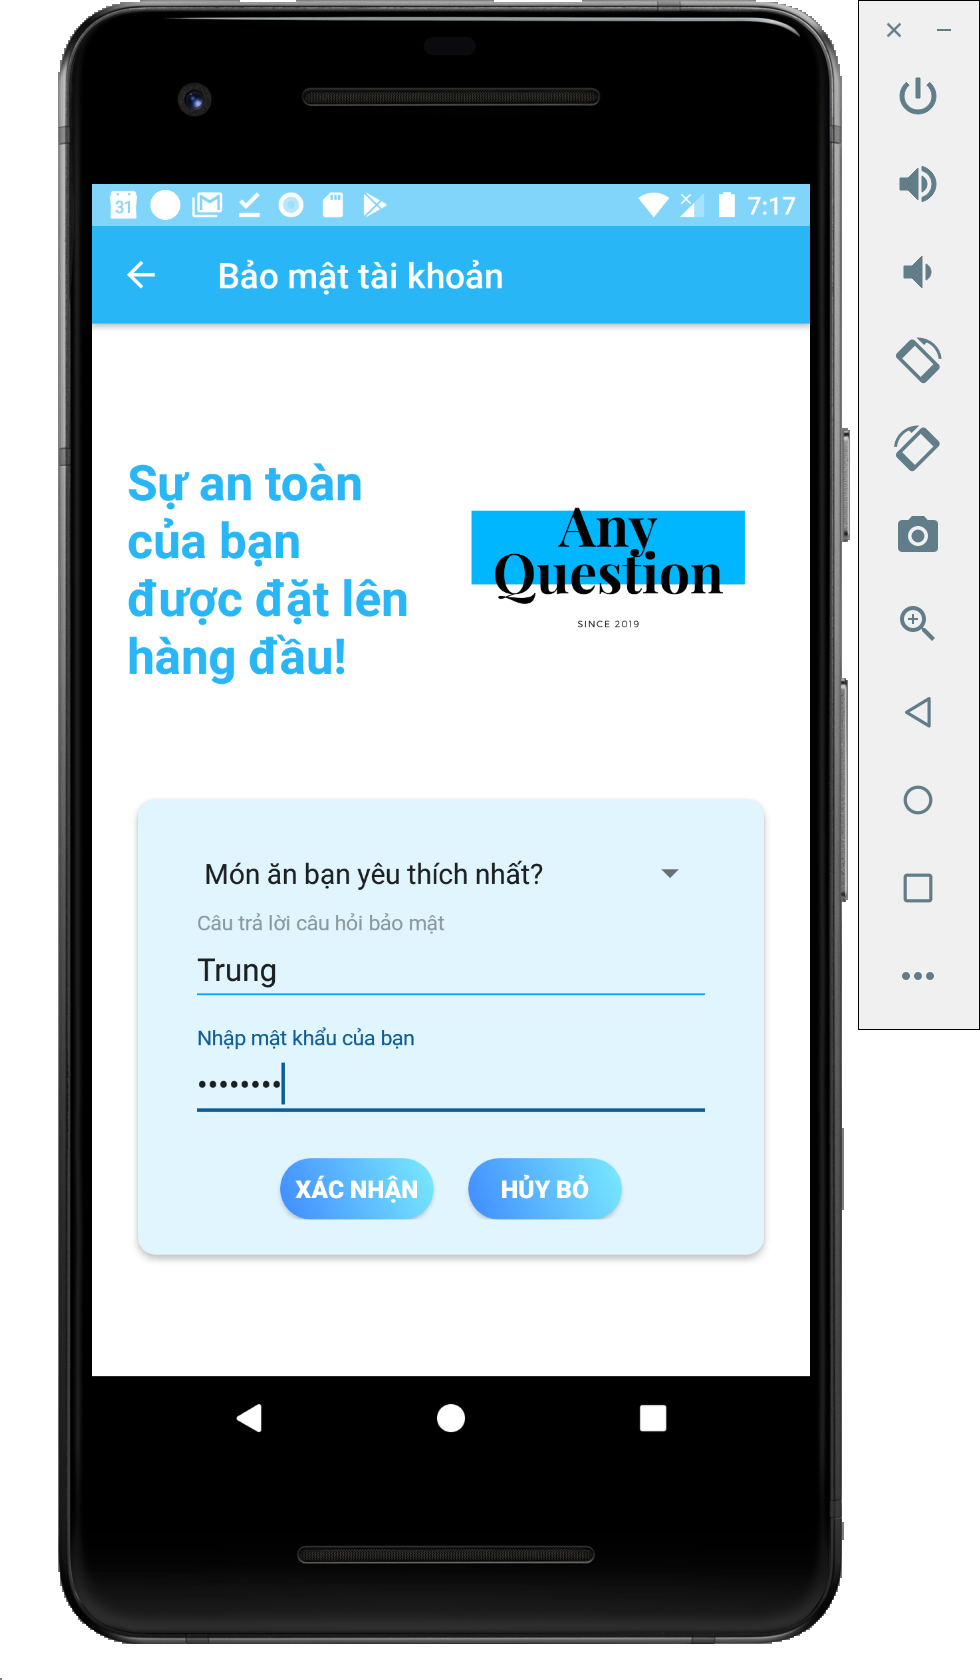 31
7:17
Bảo mật tài khoản
Sự an toàn
của bạn
được đặt lên
hàng đầu!
Any
Question
SINCE 2019
Món ăn bạn yêu thích nhất?
Câu trả lời câu hỏi bảo mật
Trung
Nhập mật khẩu của bạn
••••••••
XÁC NHẬN
HỦY BỎ